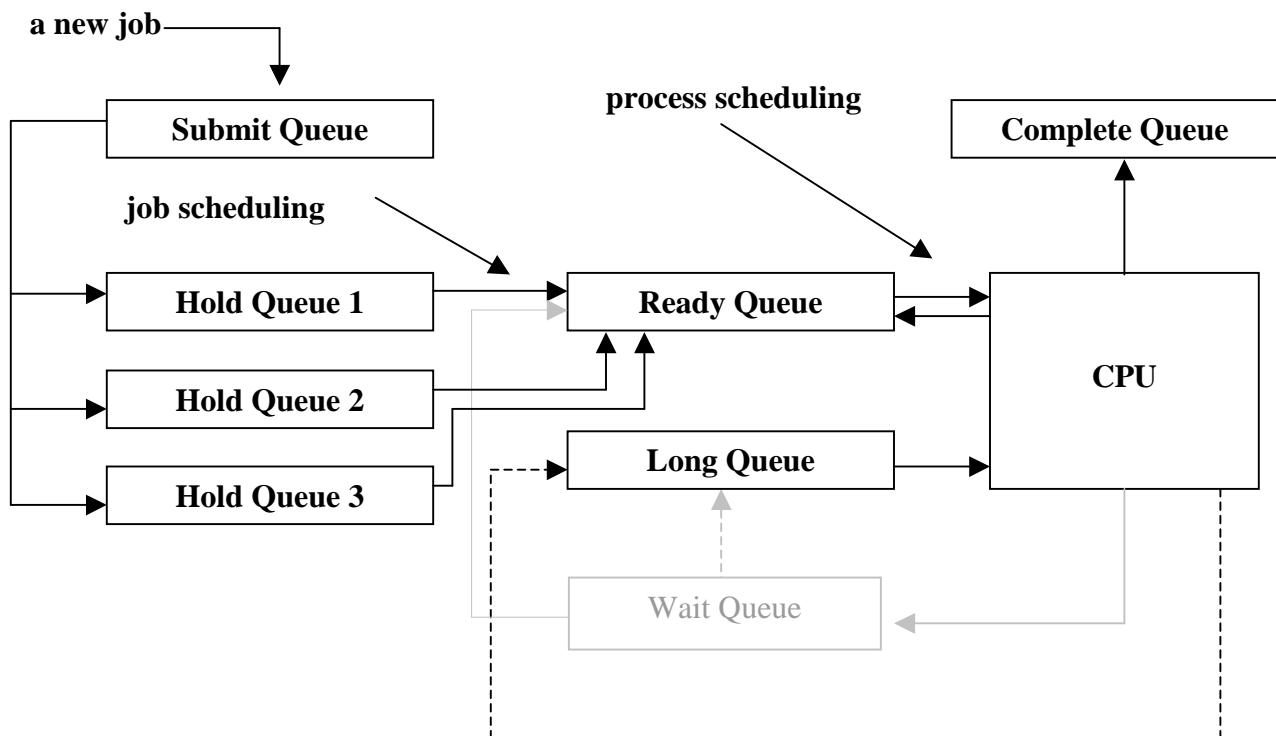 a new job
process scheduling
Submit Queue
Complete Queue
job scheduling
Hold Queue 1
Ready Queue
CPU
Hold Queue 2
Long Queue
Hold Queue 3
Wait Queue